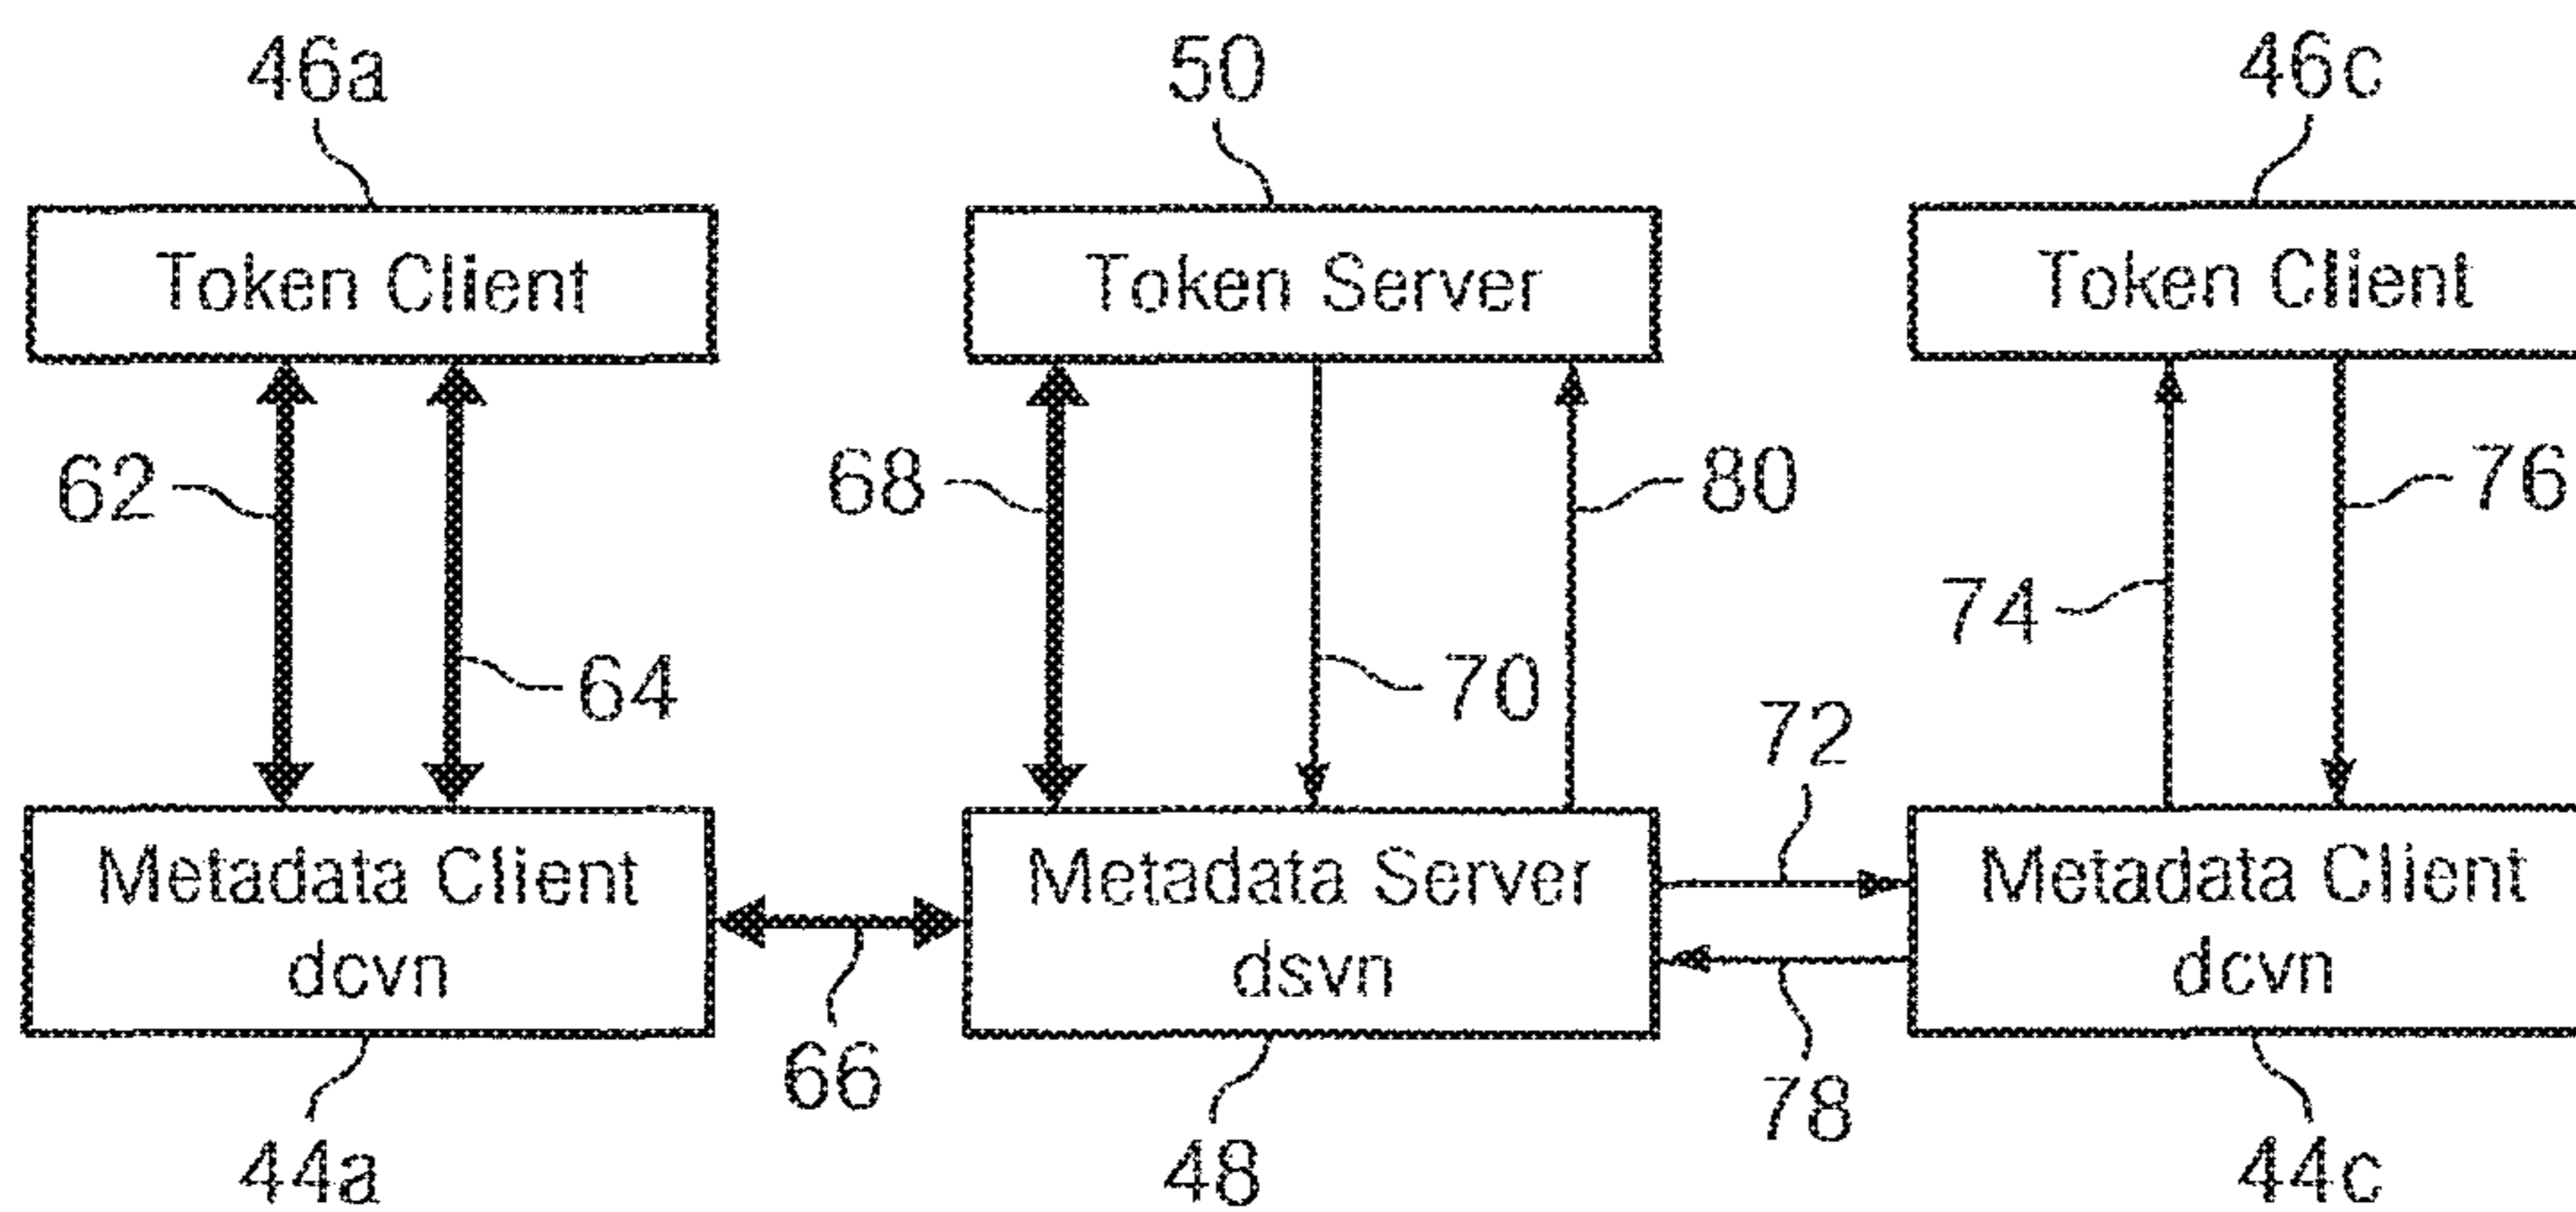 46a
50
46c
Token Client
Token Server
Token Client
62
68
80
76
74
64
70
72
Metadata Client
dcvn
Metadata Server
dsvn
Metadata Client
dcvn
66
78
44a
48
44c